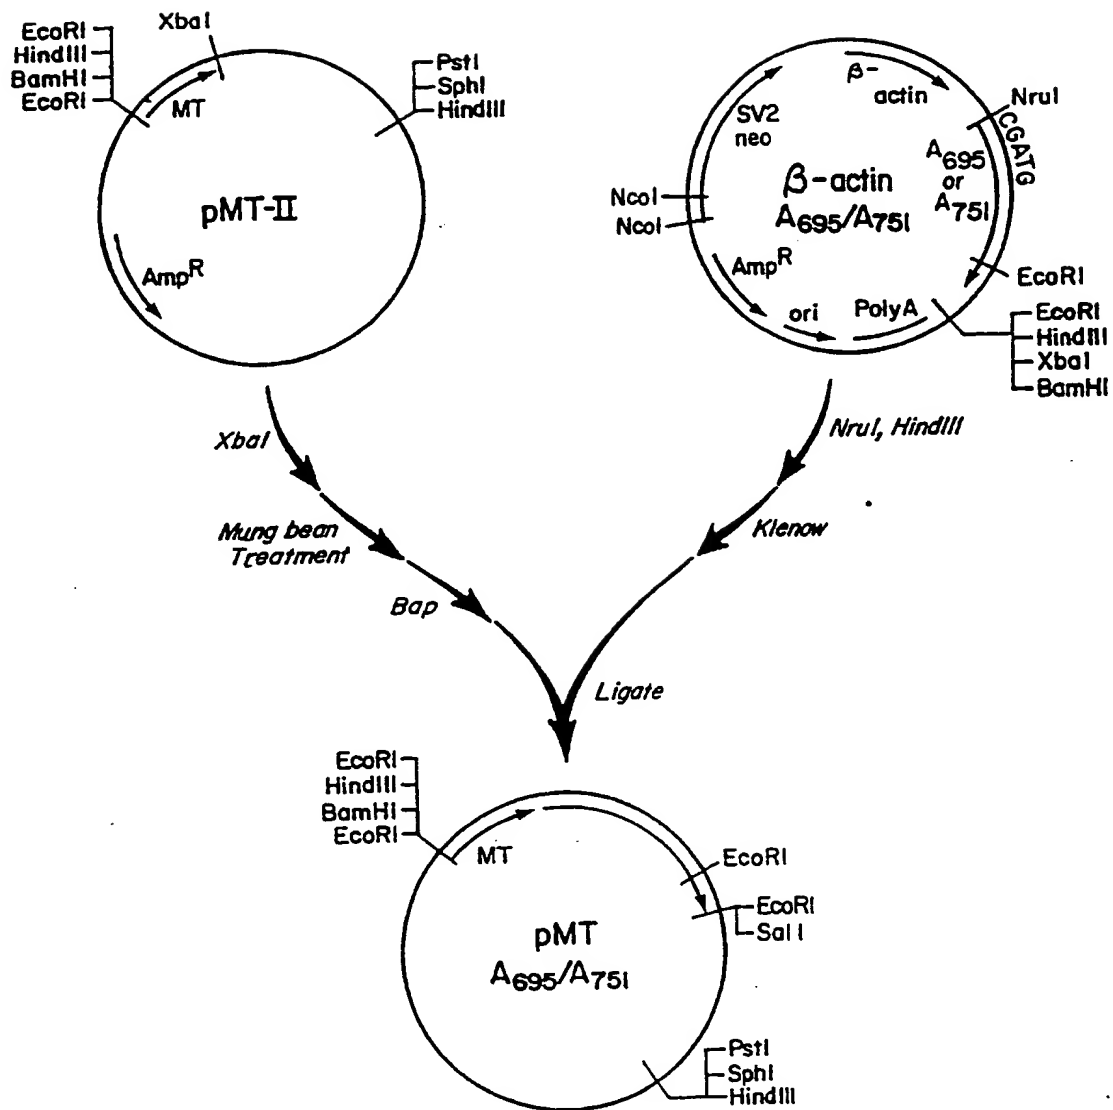 EcoRI
HindIII
BamHI
EcoRI
XbaI
MT
PstI
SphI
HindIII
pMT-II
AmpR
β-
actin
NruI
CGATG
SV2
neo
A695
or
A751
NcoI
NcoI
β-actin
A695/A751
EcoRI
AmpR
ori
PolyA
EcoRI
HindIII
XbaI
BamHI
XbaI
NruI, HindIII
Mung bean
Treatment
Klenow
Bap
Ligate
EcoRI
HindIII
BamHI
EcoRI
MT
EcoRI
EcoRI
SalI
pMT
A695/A751
PstI
SphI
HindIII